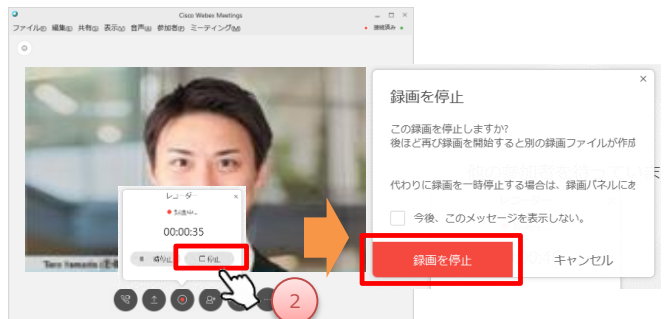 Cisco Webex Meetings
ファイル(F) 編集(E) 共有(S) 表示(V) 音声(A) 参加者(P) ミーティング(M)
接続済み
レコーダー
00:00:35
停止
2
録画を停止
この録画を停止しますか?
後ほど再び録画を開始すると別の録画ファイルが作成
代わりに録画を一時停止する場合は、録画パネルにあ
今後、このメッセージを表示しない。
録画を停止
キャンセル